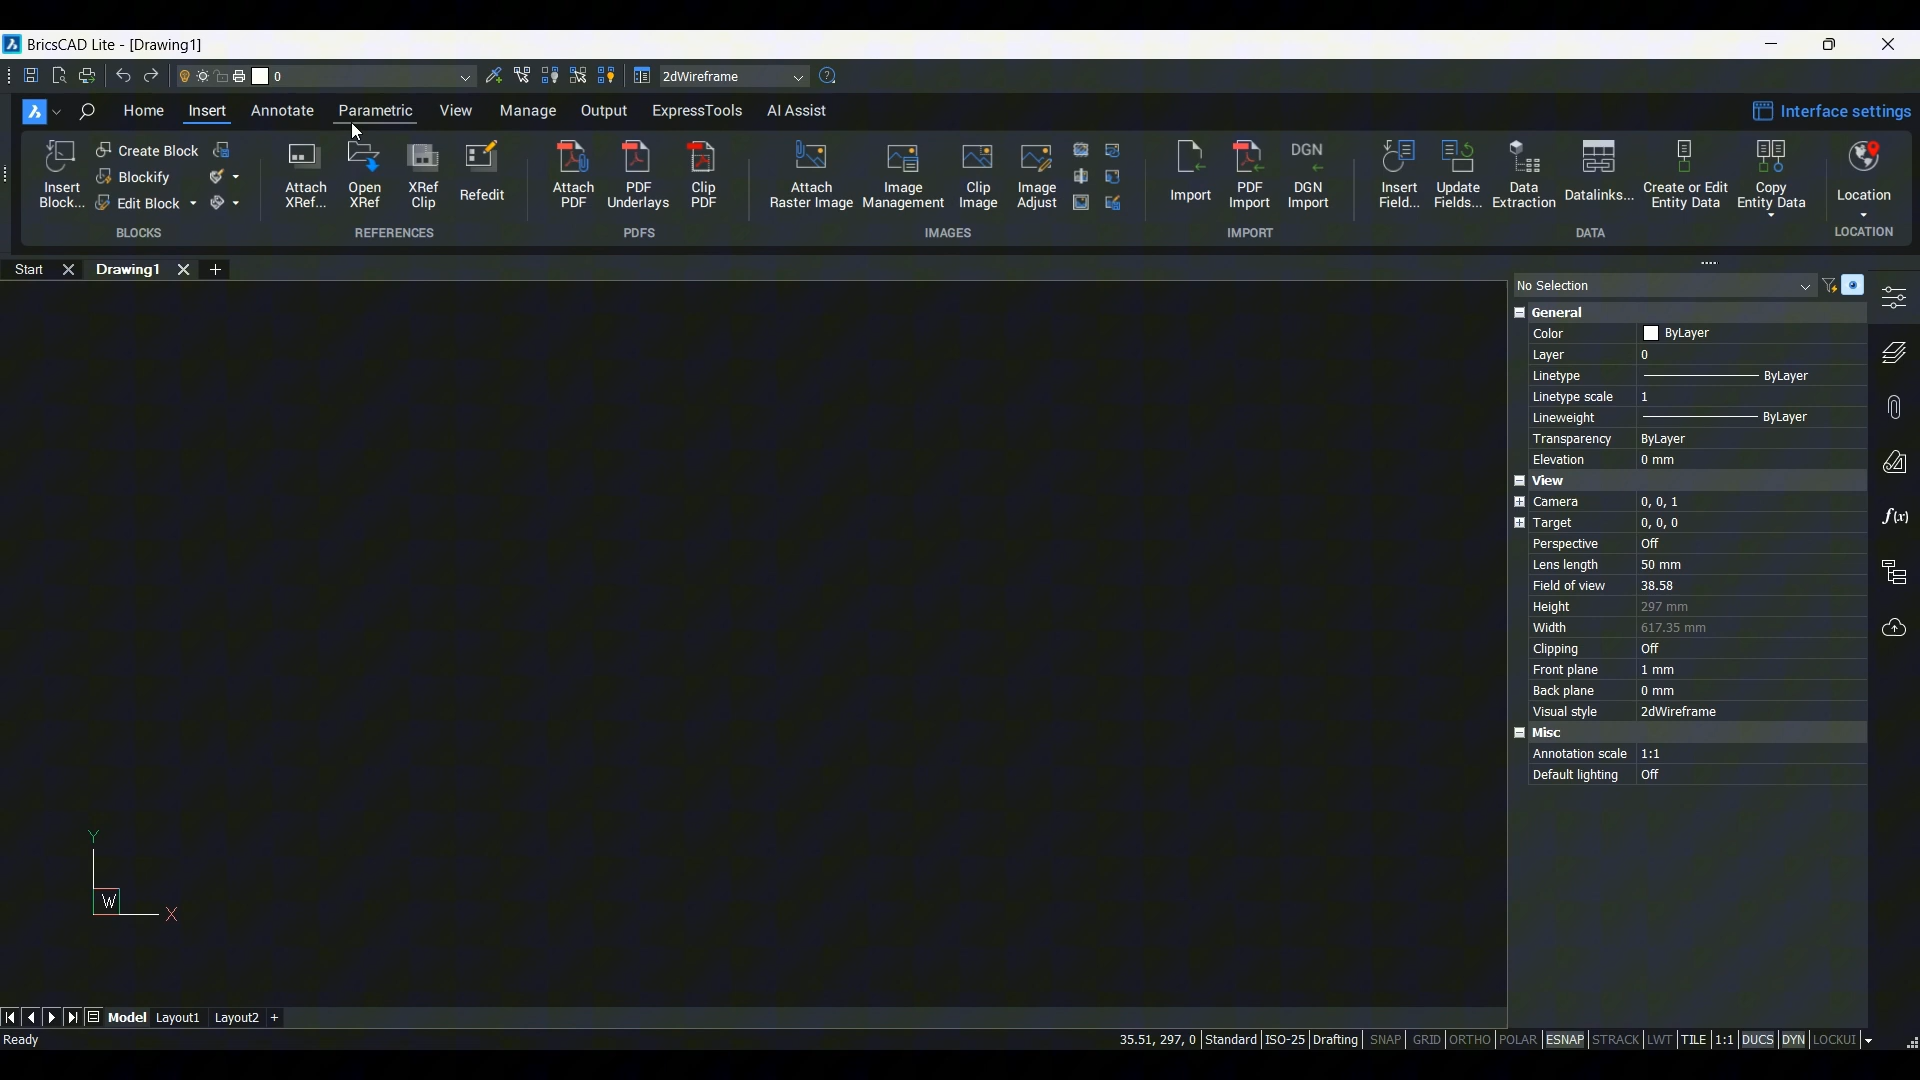 BricsCAD Lite - [Drawing1]
0 2dWireframe
Home Insert Annotate Parametric View Manage Output ExpressTools AI Assist Interface settings
Insert Block... Create Block Blockify Edit Block
BLOCKS
Attach XRef... Open XRef XRef Clip Refedit
REFERENCES
Attach PDF PDF Underlays Clip PDF
PDFS
Attach Raster Image Image Management Clip Image Image Adjust
IMAGES
Import PDF Import DGN DGN Import
IMPORT
Insert Field... Update Fields... Data Extraction Datalinks... Create or Edit Entity Data Copy Entity Data
DATA
Location
LOCATION
Start Drawing1
No Selection
General
Color ByLayer
Layer 0
Linetype ByLayer
Linetype scale 1
Lineweight ByLayer
Transparency ByLayer
Elevation 0 mm
View
Camera 0, 0, 1
Target 0, 0, 0
Perspective Off
Lens length 50 mm
Field of view 38.58
Height 297 mm
Width 617.35 mm
Clipping Off
Front plane 1 mm
Back plane 0 mm
Visual style 2dWireframe
Misc
Annotation scale 1:1
Default lighting Off
f(x)
Y
W
X
Model Layout1 Layout2
Ready 35.51, 297, 0 Standard ISO-25 Drafting SNAP GRID ORTHO POLAR ESNAP STRACK LWT TILE 1:1 DUCS DYN LOCKUI